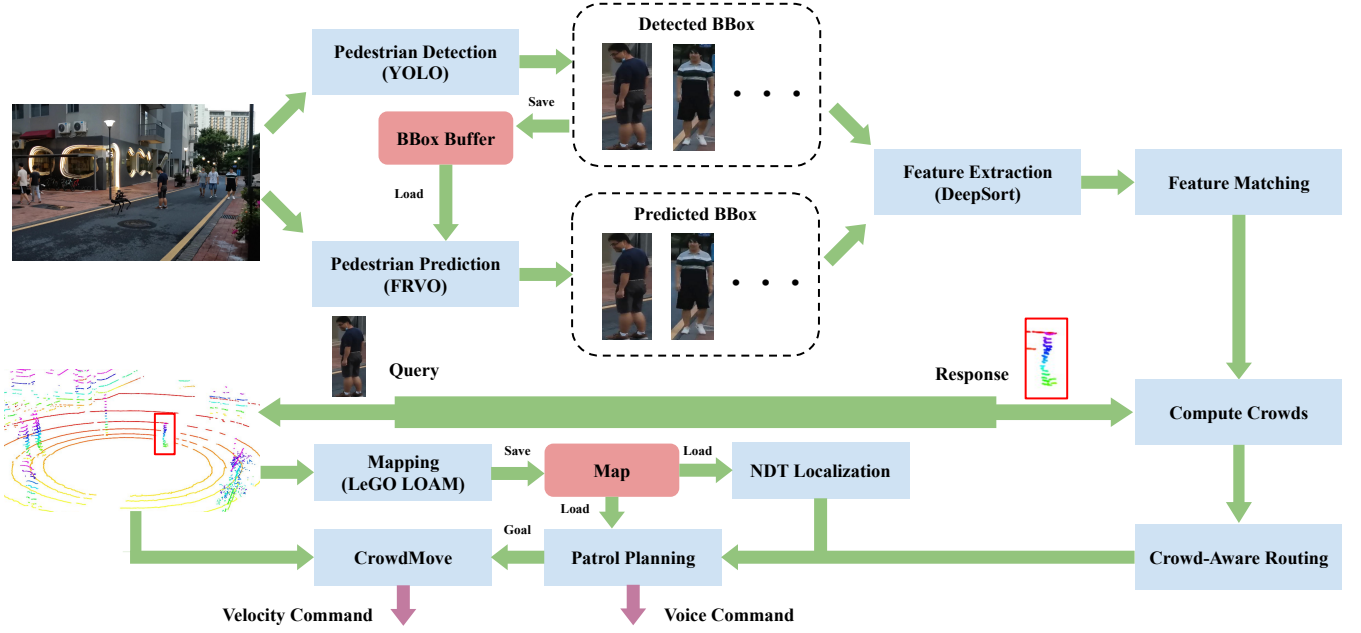 Detected BBox
Pedestrian Detection
(YOLO)
Save
BBox Buffer
Load
Feature Extraction
(DeepSort)
Feature Matching
Predicted BBox
Pedestrian Prediction
(FRVO)
Query
Response
Compute Crowds
Mapping
(LeGO LOAM)
Save
Map
Load
NDT Localization
Load
Goal
CrowdMove
Patrol Planning
Crowd-Aware Routing
Velocity Command
Voice Command